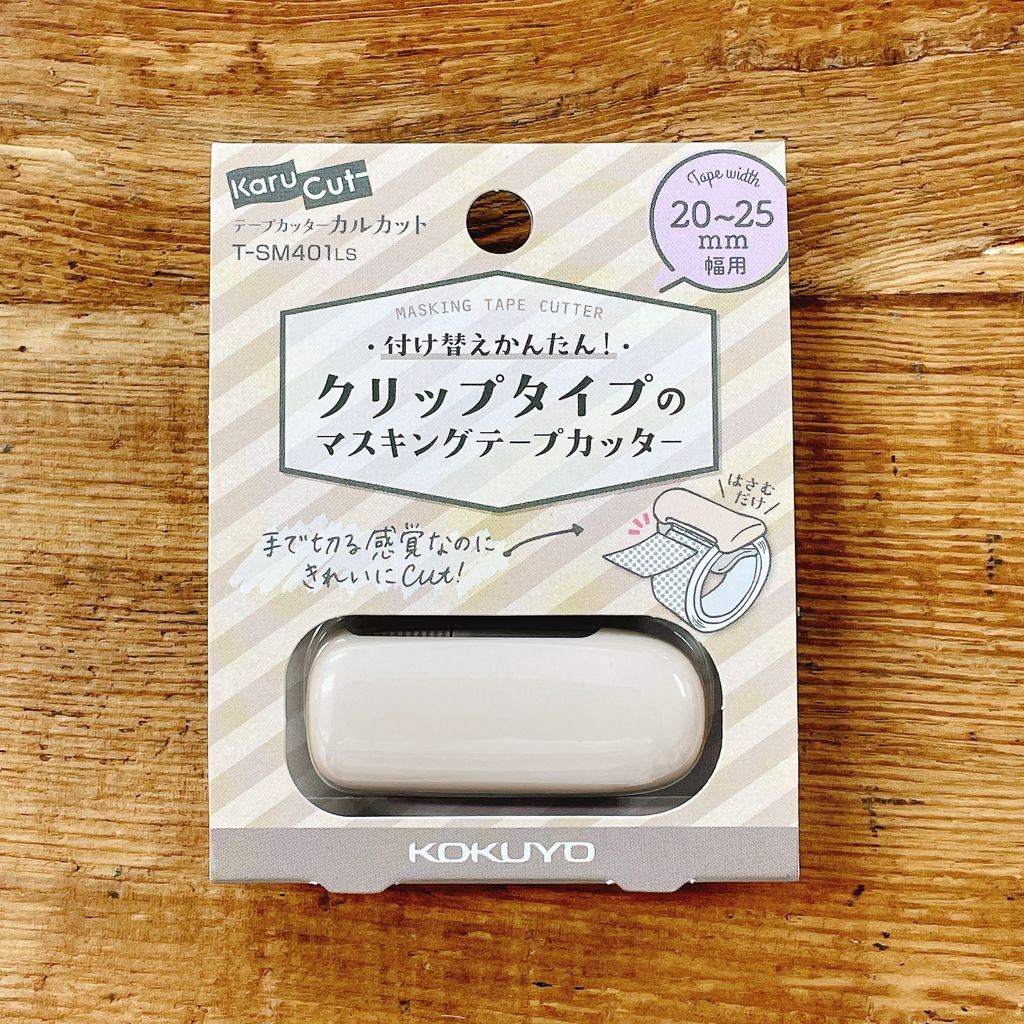 Karu Cut
テープカッターカルカット
T-SM401LS
Tape width
20~25
mm
幅用
MASKING TAPE CUTTER
・付け替えかんたん!・
クリップタイプの
マスキングテープカッター
はさむ
だけ
手で切る感覚なのに
きれいにcut!
KOKUYO